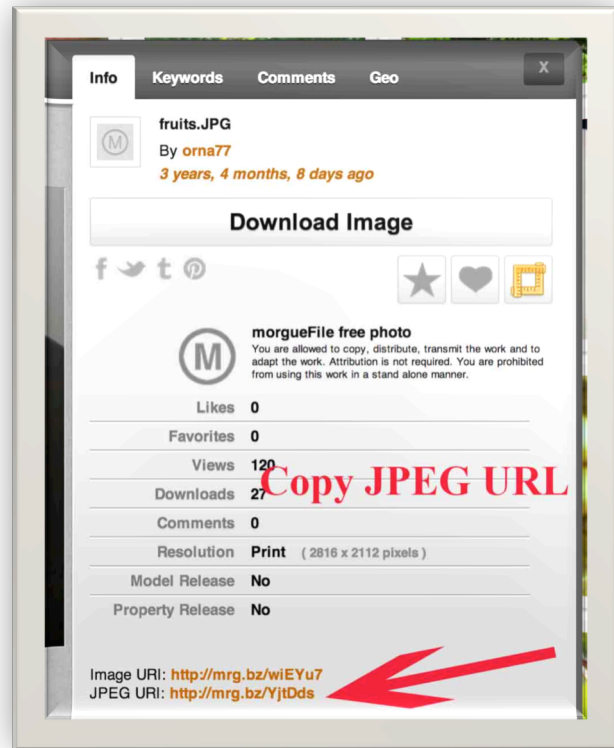 Info Keywords Comments Geo X
fruits.JPG
By orna77
3 years, 4 months, 8 days ago
Download Image
f t
M
morgueFile free photo
You are allowed to copy, distribute, transmit the work and to
adapt the work. Attribution is not required. You are prohibited
from using this work in a stand alone manner.
Likes 0
Favorites 0
Views 120
Copy JPEG URL
Downloads 27
Comments 0
Resolution Print ( 2816 x 2112 pixels )
Model Release No
Property Release No
Image URI: http://mrg.bz/wiEYu7
JPEG URI: http://mrg.bz/YjtDds